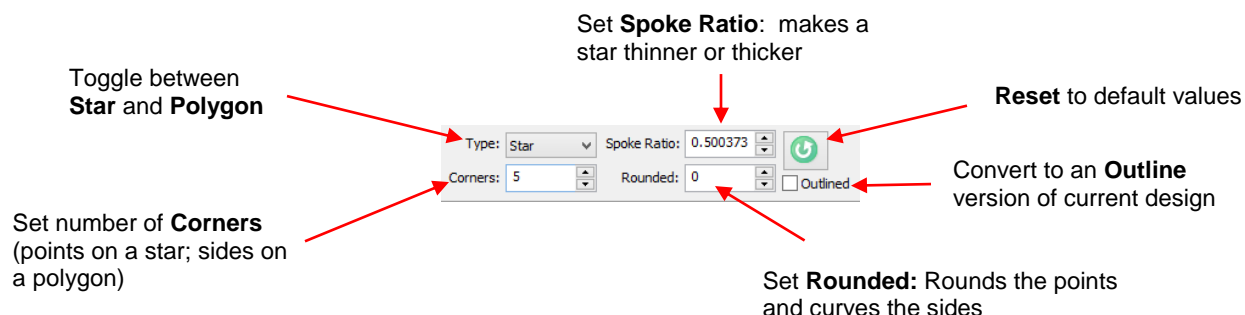 Set Spoke Ratio:  makes a
star thinner or thicker
Toggle between
Star and Polygon
Reset to default values
Type: Star Spoke Ratio: 0.500373
Corners: 5 Rounded: 0 Outlined
Convert to an Outline
version of current design
Set number of Corners
(points on a star; sides on
a polygon)
Set Rounded: Rounds the points
and curves the sides